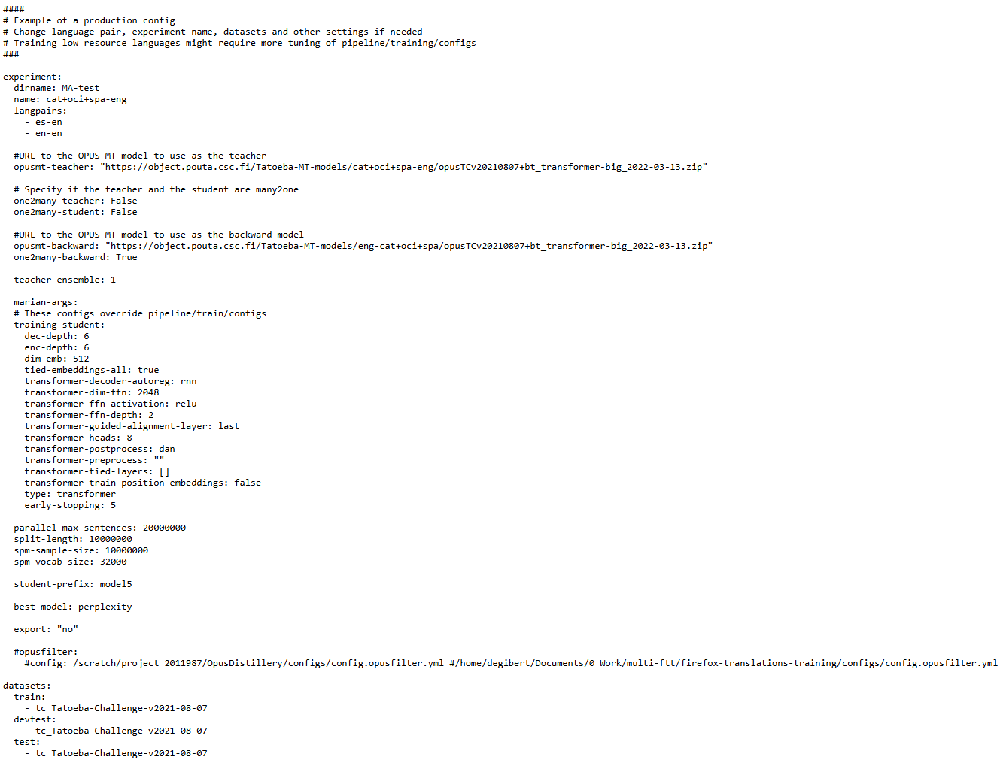 ####
# Example of a production config
# Change language pair, experiment name, datasets and other settings if needed
# Training low resource languages might require more tuning of pipeline/training/configs
###

experiment:
  dirname: MA-test
  name: cat+oci+spa-eng
  langpairs:
    - es-en
    - en-en

  #URL to the OPUS-MT model to use as the teacher
  opusmt-teacher: "https://object.pouta.csc.fi/Tatoeba-MT-models/cat+oci+spa-eng/opusTCv20210807+bt_transformer-big_2022-03-13.zip"

  # Specify if the teacher and the student are many2one
  one2many-teacher: False
  one2many-student: False

  #URL to the OPUS-MT model to use as the backward model
  opusmt-backward: "https://object.pouta.csc.fi/Tatoeba-MT-models/eng-cat+oci+spa/opusTCv20210807+bt_transformer-big_2022-03-13.zip"
  one2many-backward: True

  teacher-ensemble: 1

  marian-args:
  # These configs override pipeline/train/configs
  training-student:
    dec-depth: 6
    enc-depth: 6
    dim-emb: 512
    tied-embeddings-all: true
    transformer-decoder-autoreg: rnn
    transformer-dim-ffn: 2048
    transformer-ffn-activation: relu
    transformer-ffn-depth: 2
    transformer-guided-alignment-layer: last
    transformer-heads: 8
    transformer-postprocess: dan
    transformer-preprocess: ""
    transformer-tied-layers: []
    transformer-train-position-embeddings: false
    type: transformer
    early-stopping: 5

  parallel-max-sentences: 20000000
  split-length: 10000000
  spm-sample-size: 10000000
  spm-vocab-size: 32000

  student-prefix: model5

  best-model: perplexity

  export: "no"

  #opusfilter:
    #config: /scratch/project_2011987/OpusDistillery/configs/config.opusfilter.yml #/home/degibert/Documents/0_Work/multi-ftt/firefox-translations-training/configs/config.opusfilter.yml

datasets:
  train:
    - tc_Tatoeba-Challenge-v2021-08-07
  devtest:
    - tc_Tatoeba-Challenge-v2021-08-07
  test:
    - tc_Tatoeba-Challenge-v2021-08-07